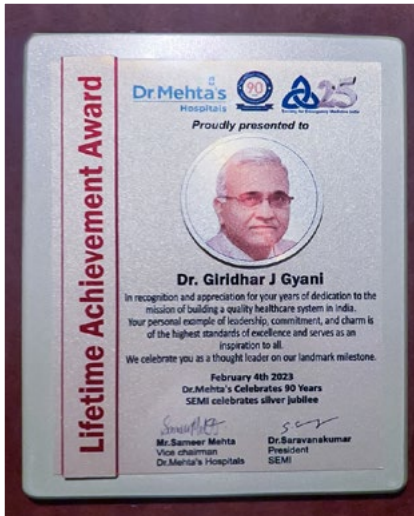 Lifetime Achievement Award
Dr.Mehta's
Hospitals
90
25
Society for Emergency Medicine India
Proudly presented to
Dr. Giridhar J Gyani
In recognition and appreciation for your years of dedication to the
mission of building a quality healthcare system in India.
Your personal example of leadership, commitment, and charm is
of the highest standards of excellence and serves as an
inspiration to all.
We celebrate you as a thought leader on our landmark milestone.
February 4th 2023
Dr.Mehta's Celebrates 90 Years
SEMI celebrates silver jubilee
Mr.Sameer Mehta
Vice chairman
Dr.Mehta's Hospitals
Dr.Saravanakumar
President
SEMI